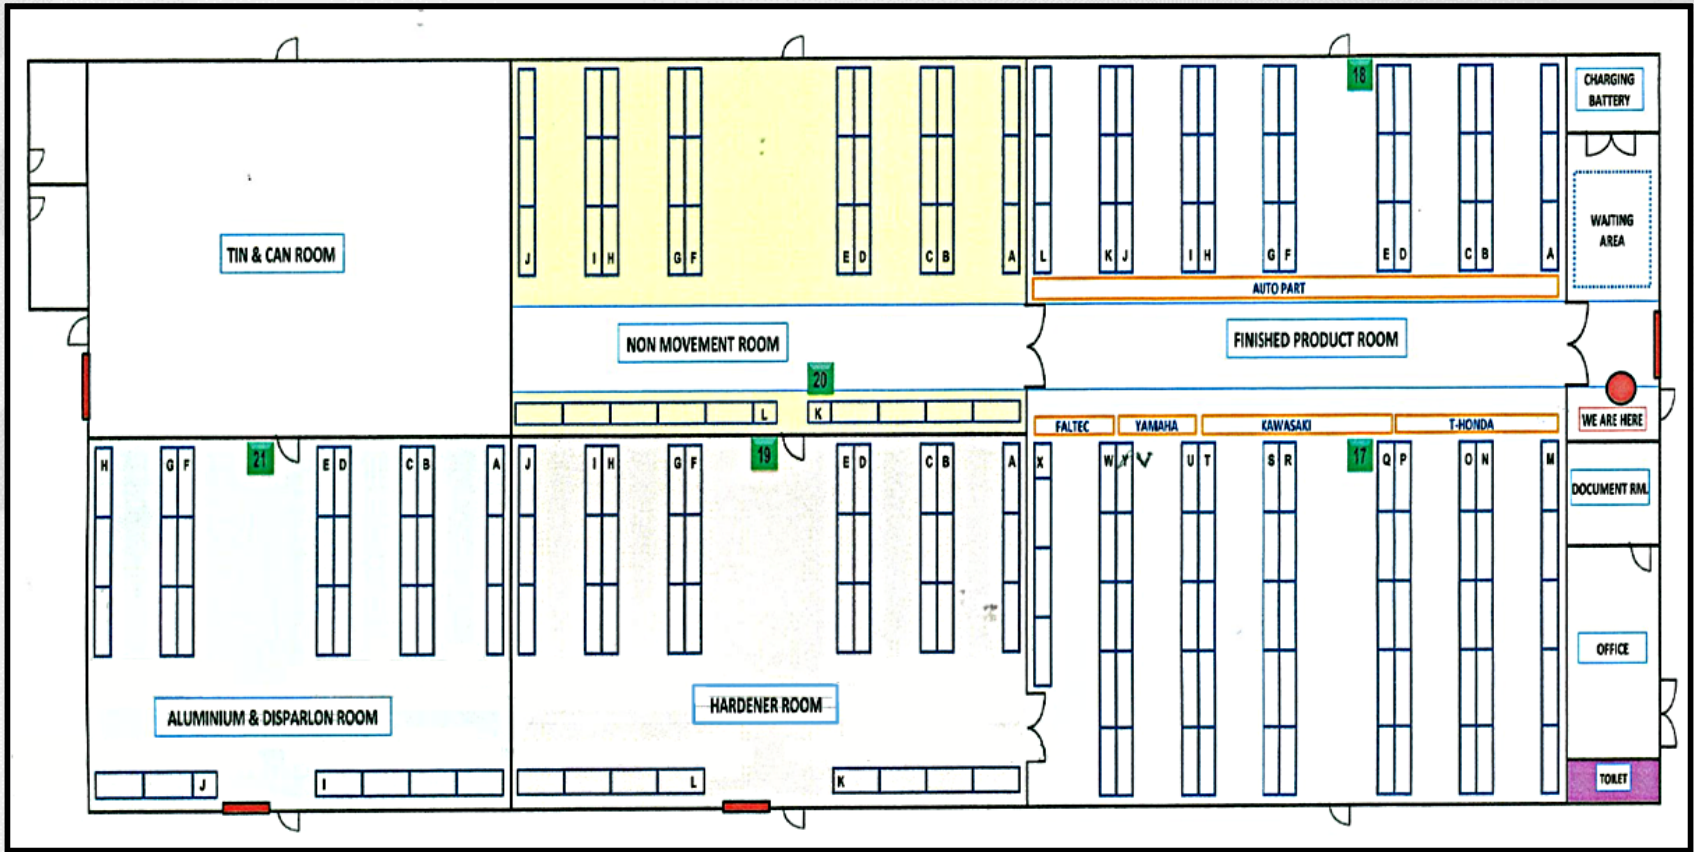 18
CHARGING
BATTERY
WAITING
AREA
TIN & CAN ROOM
J I H G F E D C B A
L K J I H G F E D C B A
AUTO PART
NON MOVEMENT ROOM
FINISHED PRODUCT ROOM
20
L K
WE ARE HERE
FALTEC YAMAHA KAWASAKI T-HONDA
H G F 21 E D C B A
J I H G F 19 E D C B A
X W V U T S R 17 Q P O N M
DOCUMENT RM.
OFFICE
ALUMINIUM & DISPARLON ROOM
HARDENER ROOM
J I
L K
TOILET